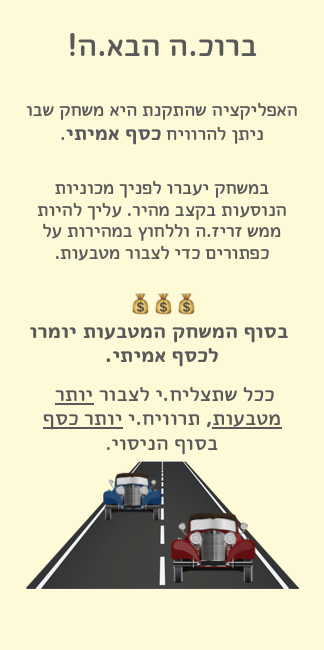 ברוכ.ה הבא.ה!
האפליקציה שהתקנת היא משחק שבו
ניתן להרוויח כסף אמיתי.
במשחק יעברו לפניך מכוניות
הנוסעות בקצב מהיר. עליך להיות
ממש זריז.ה וללחוץ במהירות על
כפתורים כדי לצבור מטבעות.
בסוף המשחק המטבעות יומרו
לכסף אמיתי.
ככל שתצליח.י לצבור יותר
מטבעות, תרוויח.י יותר כסף
בסוף הניסוי.